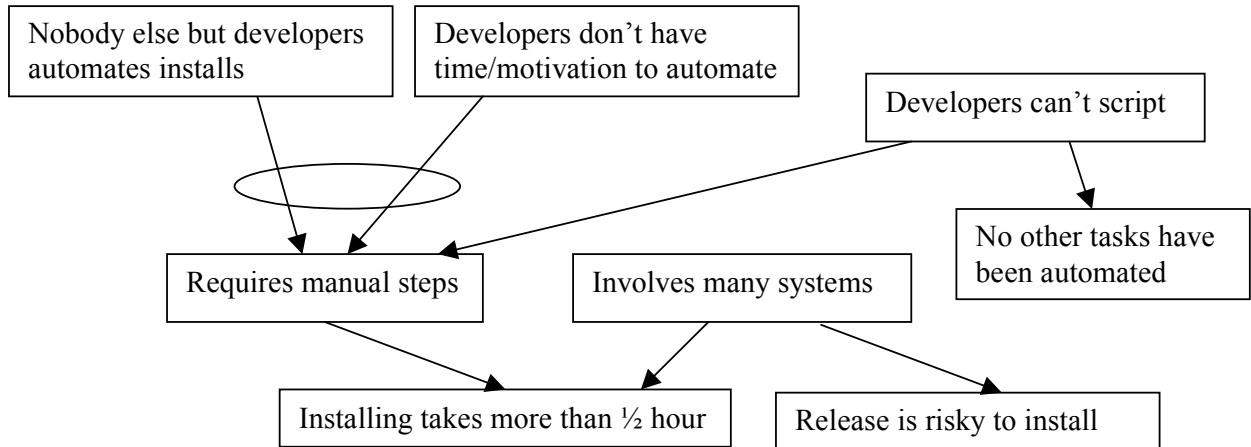 Nobody else but developers
automates installs
Developers don’t have
time/motivation to automate
Developers can’t script
No other tasks have
been automated
Requires manual steps
Involves many systems
Installing takes more than ½ hour
Release is risky to install